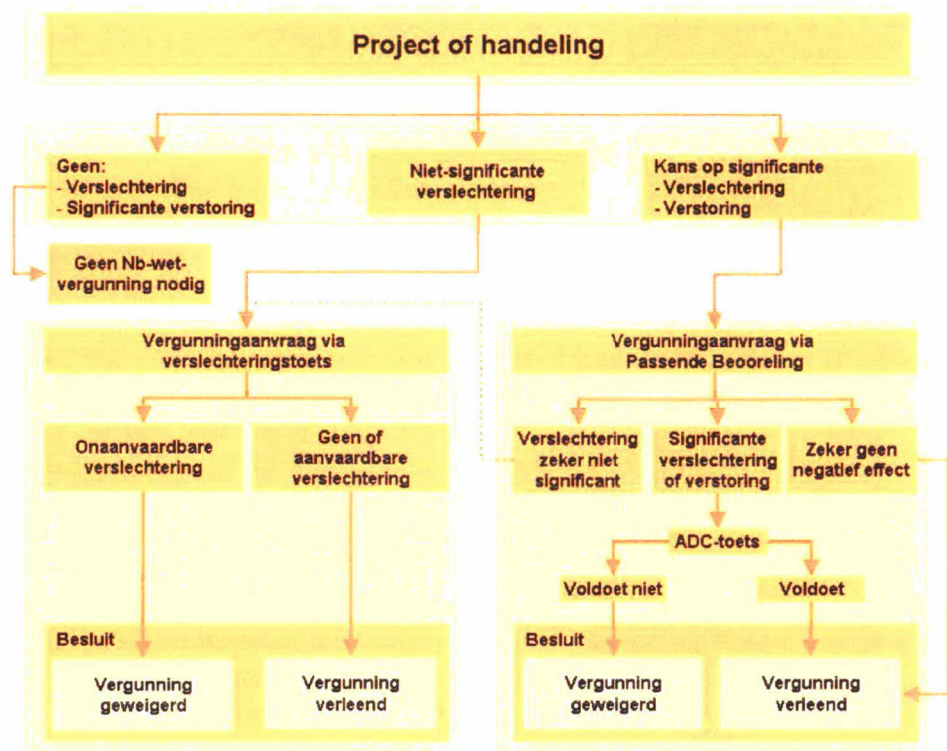 Project of handeling
Geen:
- Verslechtering
- Significante verstoring
Niet-significante
verslechtering
Kans op significante
- Verslechtering
- Verstoring
Geen Nb-wet-
vergunning nodig
Vergunningaanvraag via
verslechteringstoets
Vergunningaanvraag via
Passende Beooreling
Onaanvaardbare
verslechtering
Geen of
aanvaardbare
verslechtering
Verslechtering
zeker niet
significant
Significante
verslechtering
of verstoring
Zeker geen
negatief effect
ADC-toets
Voldoet niet
Voldoet
Besluit
Vergunning
geweigerd
Vergunning
verleend
Besluit
Vergunning
geweigerd
Vergunning
verleend